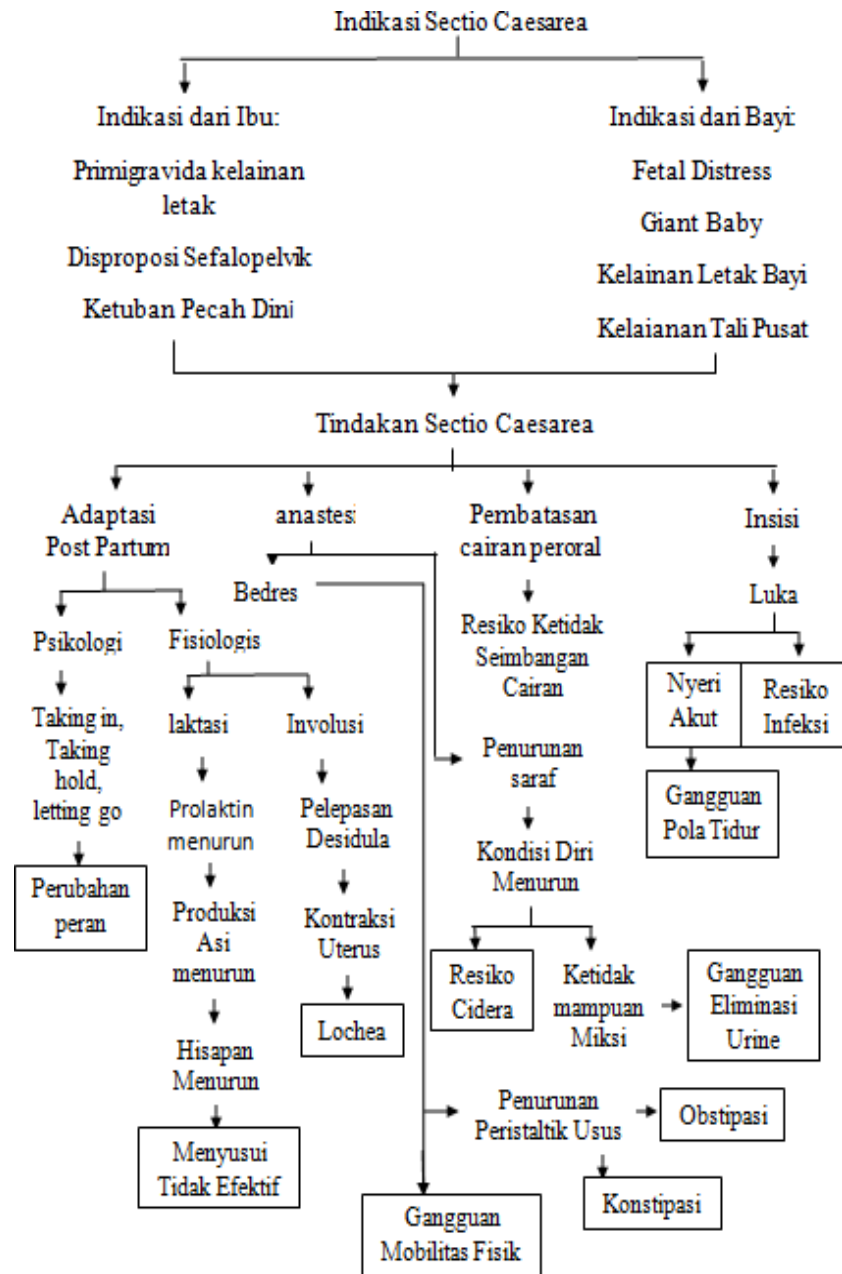 Indikasi Sectio Caesarea
Indikasi dari Ibu:
Primigravida kelainan
letak
Disproposi Sefalopelvik
Ketuban Pecah Dini
Indikasi dari Bayi:
Fetal Distress
Giant Baby
Kelainan Letak Bayi
Kelaianan Tali Pusat
Tindakan Sectio Caesarea
Adaptasi
Post Partum
anastesi
Pembatasan
cairan peroral
Insisi
Bedres
Luka
Psikologi
Fisiologis
Resiko Ketidak
Seimbangan
Cairan
Nyeri
Akut
Resiko
Infeksi
Taking in,
Taking
hold,
letting go
laktasi
Involusi
Penurunan
saraf
Gangguan
Pola Tidur
Prolaktin
menurun
Pelepasan
Desidula
Kondisi Diri
Menurun
Perubahan
peran
Produksi
Asi
menurun
Kontraksi
Uterus
Resiko
Cidera
Ketidak
mampuan
Miksi
Gangguan
Eliminasi
Urine
Lochea
Hisapan
Menurun
Penurunan
Peristaltik Usus
Obstipasi
Menyusui
Tidak Efektif
Konstipasi
Gangguan
Mobilitas Fisik